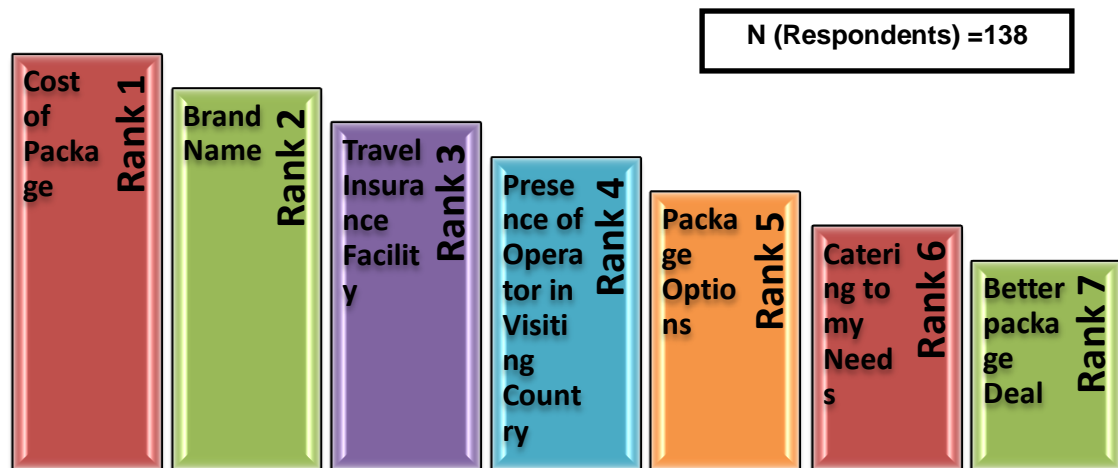 N (Respondents) =138
Cost
of
Packa
ge
Rank 1
Brand
Name
Rank 2
Travel
Insura
nce
Facilit
y
Rank 3
Prese
nce of
Opera
tor in
Visiti
ng
Count
ry
Rank 4
Packa
ge
Optio
ns
Rank 5
Cateri
ng to
my
Need
s
Rank 6
Better
packa
ge
Deal
Rank 7